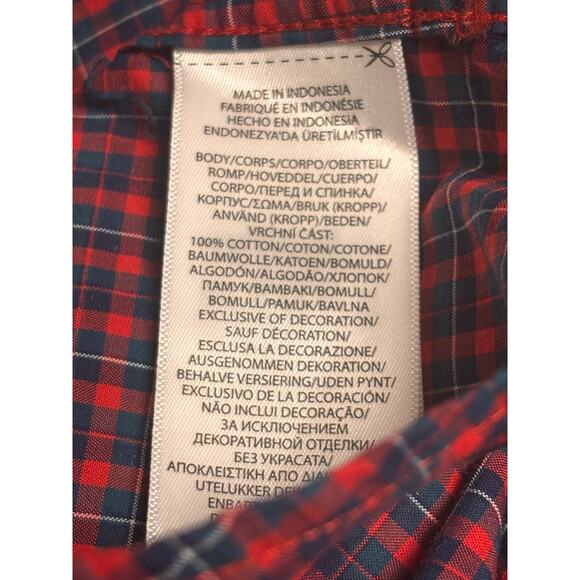 MADE IN INDONESIA
FABRIQUÉ EN INDONÉSIE
HECHO EN INDONESIA
ENDONEZYA'DA ÜRETİLMİŞTİR
BODY/CORPS/CORPO/OBERTEIL/
ROMP/HOVEDDEL/CUERPO/
CORPO/ПЕРЕД И СПИНКА/
КОРПУС/ΣΩΜΑ/BRUK (KROPP)/
ANVÄND (KROPP)/BEDEN/
VRCHNÍ ČÁST:
100% COTTON/COTON/COTONE/
BAUMWOLLE/KATOEN/BOMULD/
ALGODÓN/ALGODÃO/ХЛОПОК/
ПАМУК/ΒΑΜΒΑΚΙ/BOMULL/
BOMULL/PAMUK/BAVLNA
EXCLUSIVE OF DECORATION/
SAUF DÉCORATION/
ESCLUSA LA DECORAZIONE/
AUSGENOMMEN DEKORATION/
BEHALVE VERSIERING/UDEN PYNT/
EXCLUSIVO DE LA DECORACIÓN/
NÃO INCLUI DECORAÇÃO/
ЗА ИСКЛЮЧЕНИЕМ
ДЕКОРАТИВНОЙ ОТДЕЛКИ/
БЕЗ УКРАСАТА/
ΑΠΟΚΛΕΙΣΤΙΚΗ ΑΠΟ
UTELUKKER